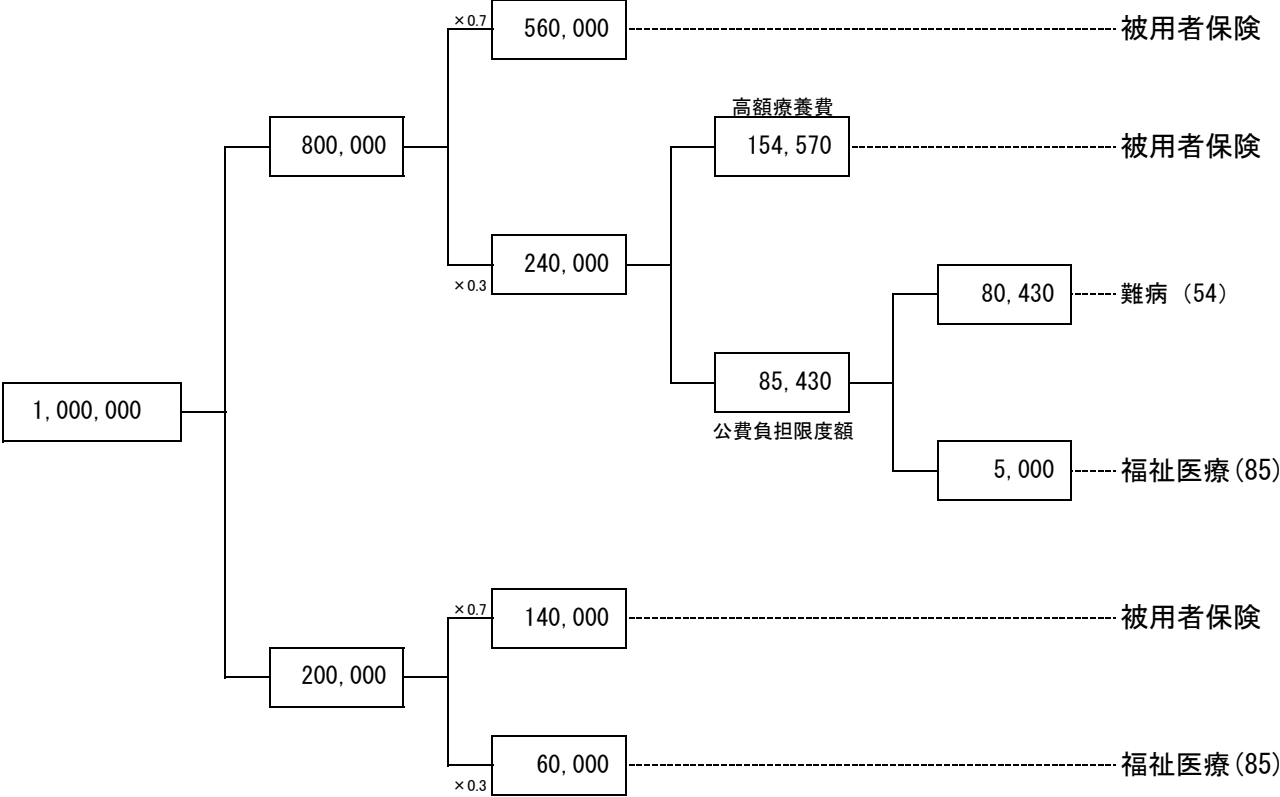 ×0.7
560,000
被用者保険
高額療養費
800,000
154,570
被用者保険
240,000
×0.3
80,430
難病（54）
85,430
1,000,000
公費負担限度額
5,000
福祉医療(85)
×0.7
140,000
被用者保険
200,000
60,000
福祉医療(85)
×0.3